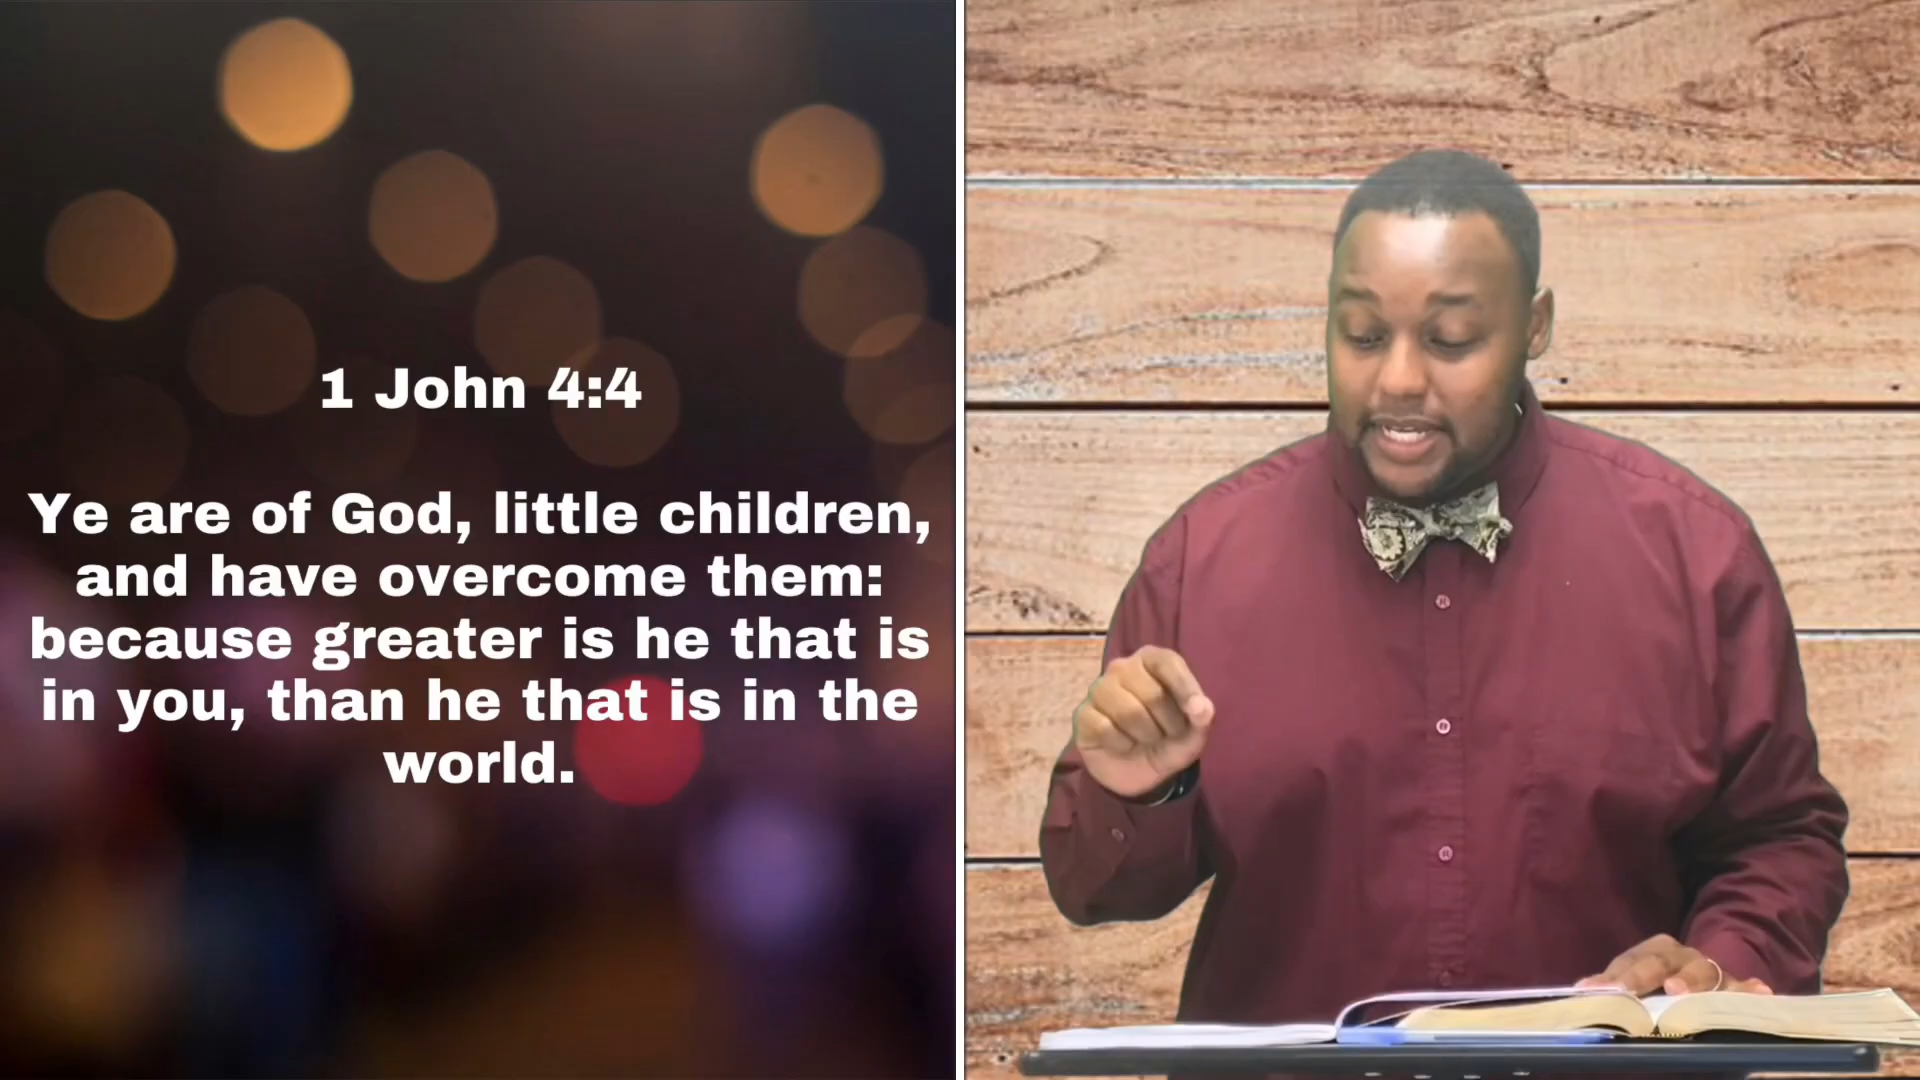 1 John 4:4
Ye are of God, little children,
and have overcome them:
because greater is he that is
in you, than he that is in the
world.